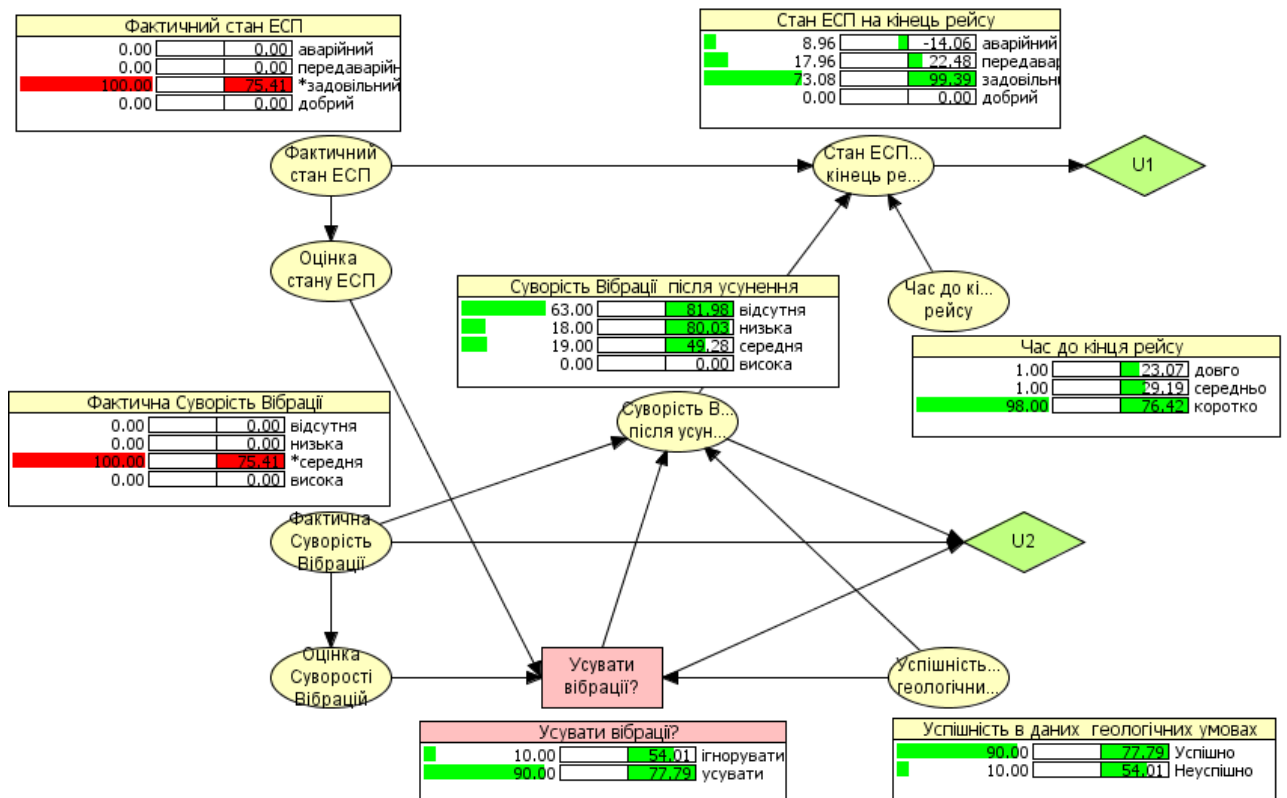 Фактичний стан ЕСП
0.00 0.00 аварійний
0.00 0.00 передаварійн
100.00 75.41 *задовільний
0.00 0.00 добрий
Стан ЕСП на кінець рейсу
8.96 -14.06 аварійний
17.96 22.48 передавар
73.08 99.39 задовільн
0.00 0.00 добрий
Фактичний
стан ЕСП
Стан ЕСП...
кінець ре...
U1
Оцінка
стану ЕСП
Суворість Вібрації після усунення
63.00 81.98 відсутня
18.00 80.03 низька
19.00 49.28 середня
0.00 0.00 висока
Час до кі...
рейсу
Час до кінця рейсу
1.00 23.07 довго
1.00 29.19 середньо
98.00 76.42 коротко
Фактична Суворість Вібрації
0.00 0.00 відсутня
0.00 0.00 низька
100.00 75.41 *середня
0.00 0.00 висока
Суворість В...
після усун...
Фактична
Суворість
Вібрації
U2
Оцінка
Суворості
Вібрацій
Усувати
вібрації?
Успішність...
геологічни...
Усувати вібрації?
10.00 54.01 ігнорувати
90.00 77.79 усувати
Успішність в даних геологічних умовах
90.00 77.79 Успішно
10.00 54.01 Неуспішно